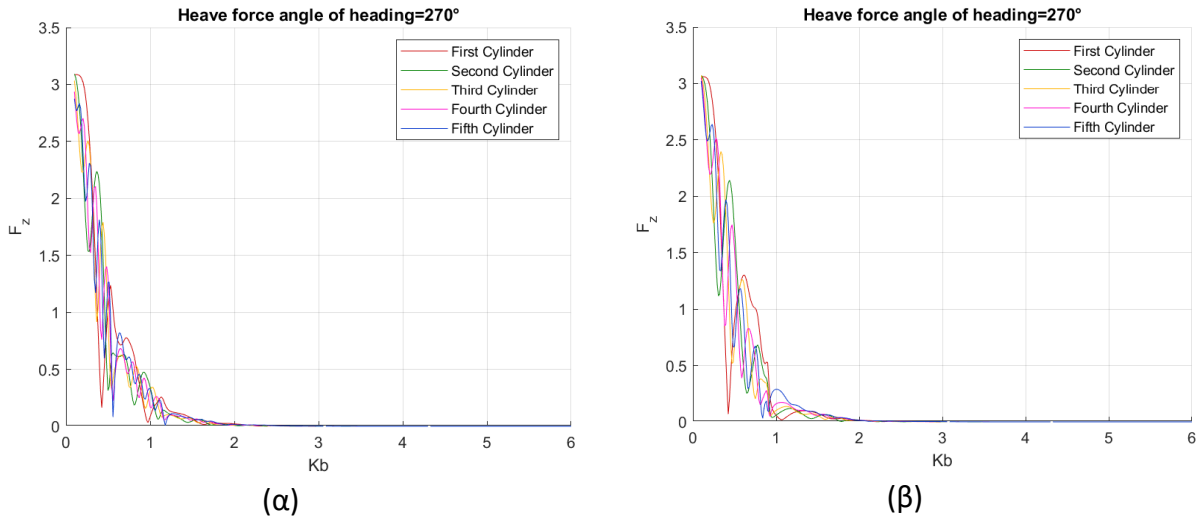 Heave force angle of heading=270°
3.5
3
2.5
2
1.5
1
0.5
0
F_z
0 1 2 3 4 5 6
Kb
First Cylinder
Second Cylinder
Third Cylinder
Fourth Cylinder
Fifth Cylinder
(α)
Heave force angle of heading=270°
3.5
3
2.5
2
1.5
1
0.5
0
F_z
0 1 2 3 4 5 6
Kb
First Cylinder
Second Cylinder
Third Cylinder
Fourth Cylinder
Fifth Cylinder
(β)